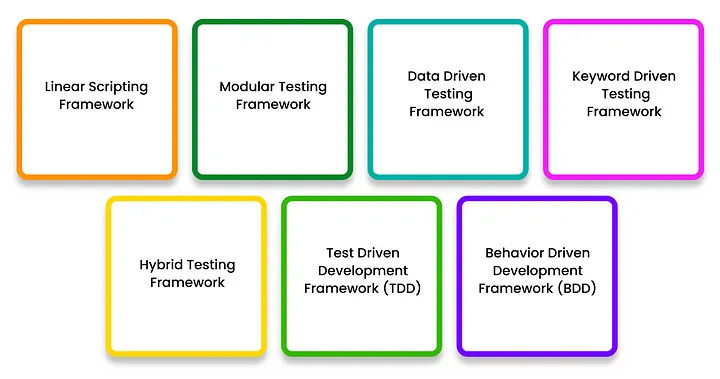 Linear Scripting
Framework
Modular Testing
Framework
Data Driven
Testing
Framework
Keyword Driven
Testing
Framework
Hybrid Testing
Framework
Test Driven
Development
Framework (TDD)
Behavior Driven
Development
Framework (BDD)